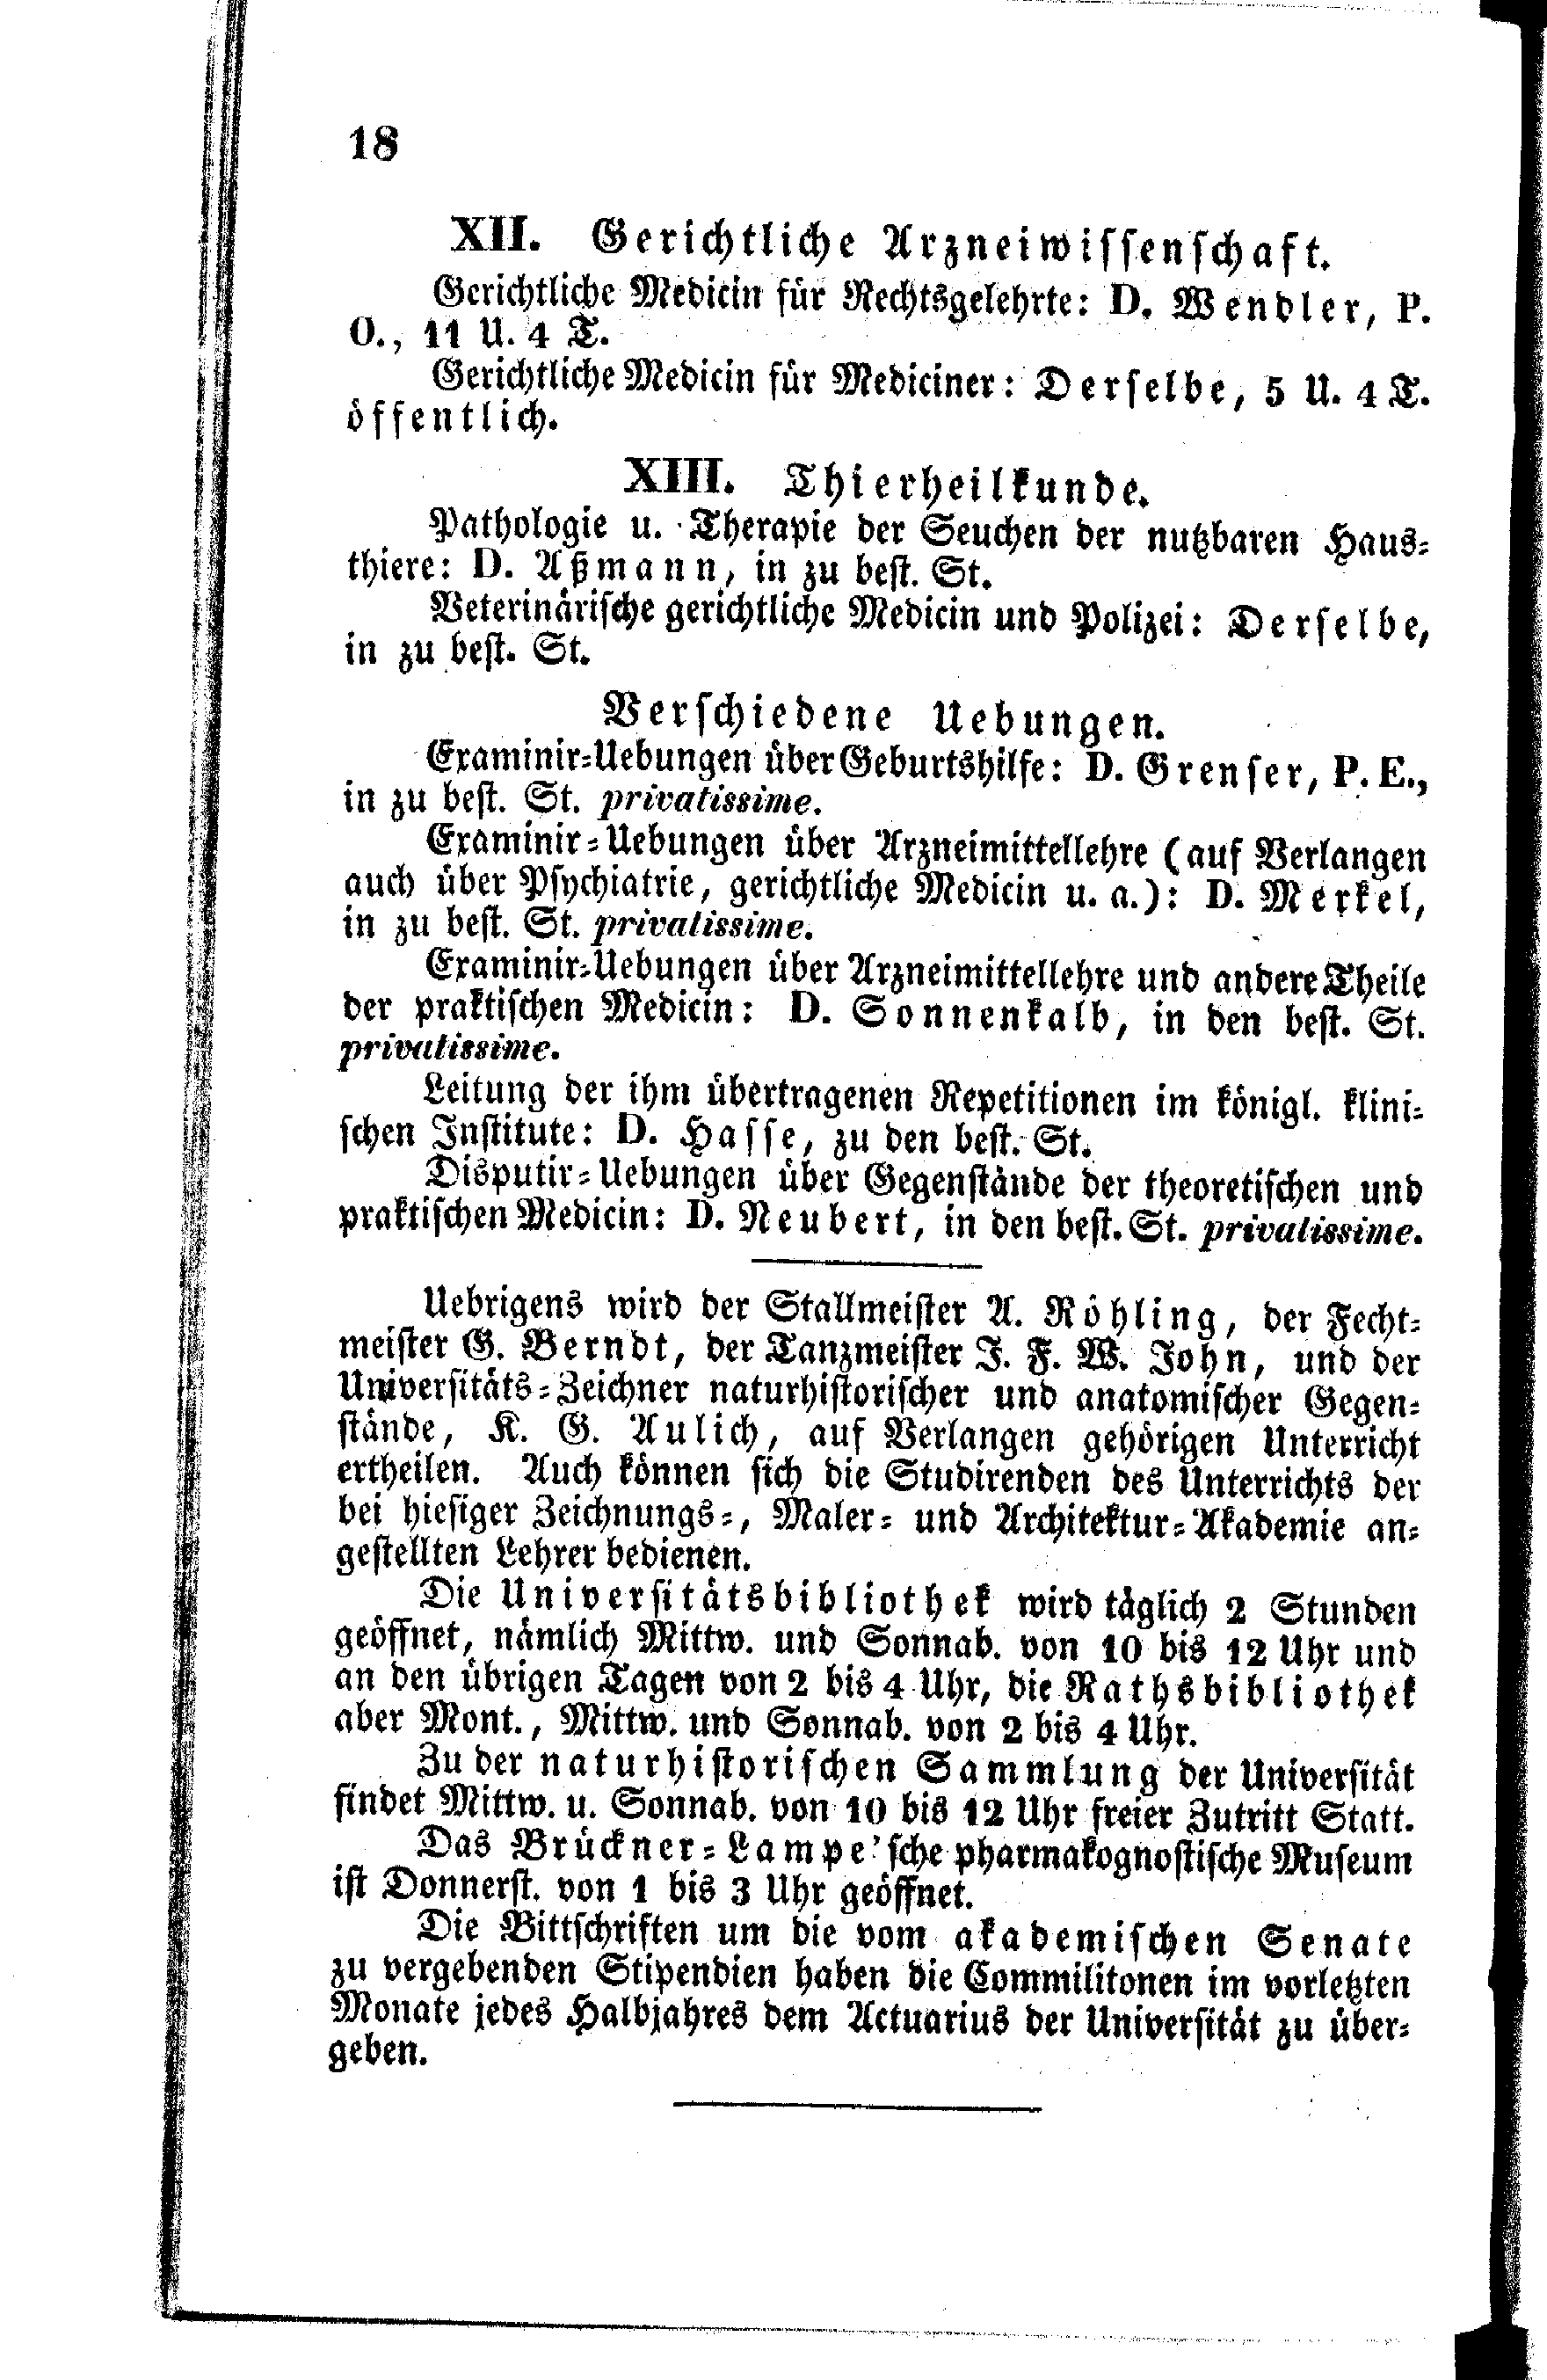 18
XII. Gerichtliche Arzneiwissenschaft.
Gerichtliche Medicin für Rechtsgelehrte: D. Wendler, P.
O., 11 U. 4 T.
Gerichtliche Medicin für Mediciner: Derselbe, 5 U. 4 T.
öffentlich.
XIII. Thierheilkunde.
Pathologie u. Therapie der Seuchen der nutzbaren Haus-
thiere: D. Aßmann, in zu best. St.
Veterinärische gerichtliche Medicin und Polizei: Derselbe,
in zu best. St.
Verschiedene Uebungen.
Examinir-Uebungen über Geburtshilfe: D. Grenser, P. E.,
in zu best. St. privatissime.
Examinir-Uebungen über Arzneimittellehre (auf Verlangen
auch über Psychiatrie, gerichtliche Medicin u. a.): D. Merkel,
in zu best. St. privatissime.
Examinir-Uebungen über Arzneimittellehre und andere Theile
der praktischen Medicin: D. Sonnenkalb, in den best. St.
privatissime.
Leitung der ihm übertragenen Repetitionen im königl. klini-
schen Institute: D. Hasse, zu den best. St.
Disputir-Uebungen über Gegenstände der theoretischen und
praktischen Medicin: D. Neubert, in den best. St. privatissime.
Uebrigens wird der Stallmeister A. Röhling, der Fecht-
meister G. Berndt, der Tanzmeister J. F. W. John, und der
Universitäts-Zeichner naturhistorischer und anatomischer Gegen-
stände, K. G. Aulich, auf Verlangen gehörigen Unterricht
ertheilen. Auch können sich die Studirenden des Unterrichts der
bei hiesiger Zeichnungs-, Maler- und Architektur-Akademie an-
gestellten Lehrer bedienen.
Die Universitätsbibliothek wird täglich 2 Stunden
geöffnet, nämlich Mittw. und Sonnab. von 10 bis 12 Uhr und
an den übrigen Tagen von 2 bis 4 Uhr, die Rathsbibliothek
aber Mont., Mittw. und Sonnab. von 2 bis 4 Uhr.
Zu der naturhistorischen Sammlung der Universität
findet Mittw. u. Sonnab. von 10 bis 12 Uhr freier Zutritt Statt.
Das Brückner-Lampe'sche pharmakognostische Museum
ist Donnerst. von 1 bis 3 Uhr geöffnet.
Die Bittschriften um die vom akademischen Senate
zu vergebenden Stipendien haben die Commilitonen im vorletzten
Monate jedes Halbjahres dem Actuarius der Universität zu über-
geben.